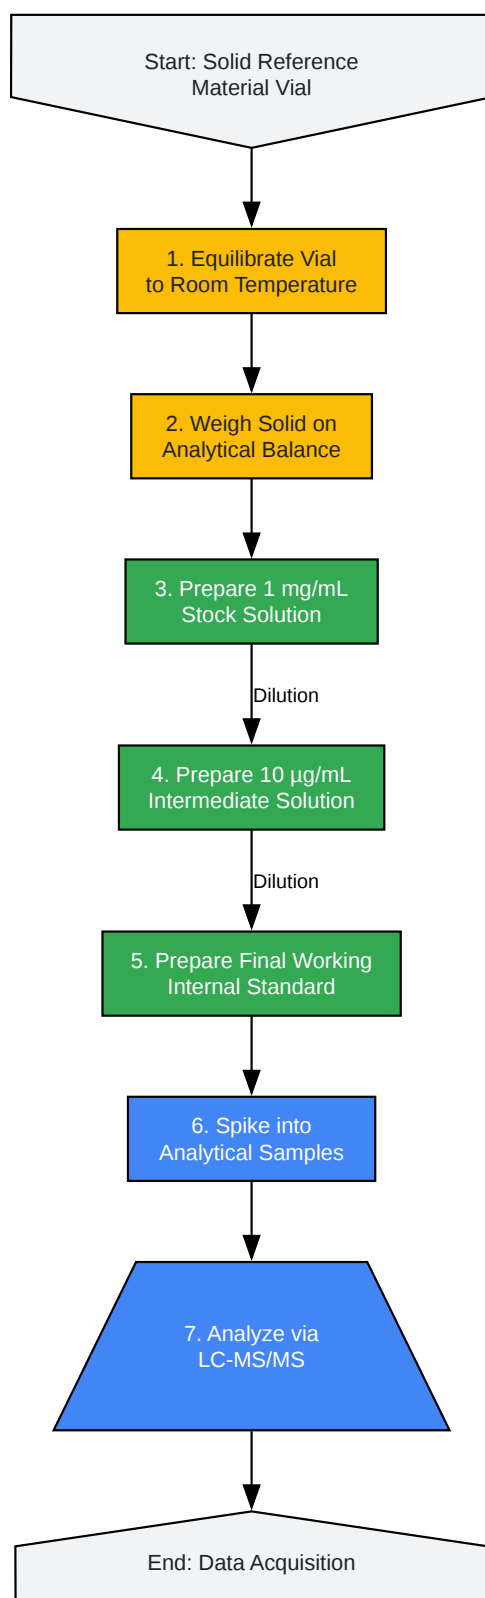 Start: Solid Reference
Material Vial
1. Equilibrate Vial
to Room Temperature
2. Weigh Solid on
Analytical Balance
3. Prepare 1 mg/mL
Stock Solution
Dilution
4. Prepare 10 µg/mL
Intermediate Solution
Dilution
5. Prepare Final Working
Internal Standard
6. Spike into
Analytical Samples
7. Analyze via
LC-MS/MS
End: Data Acquisition